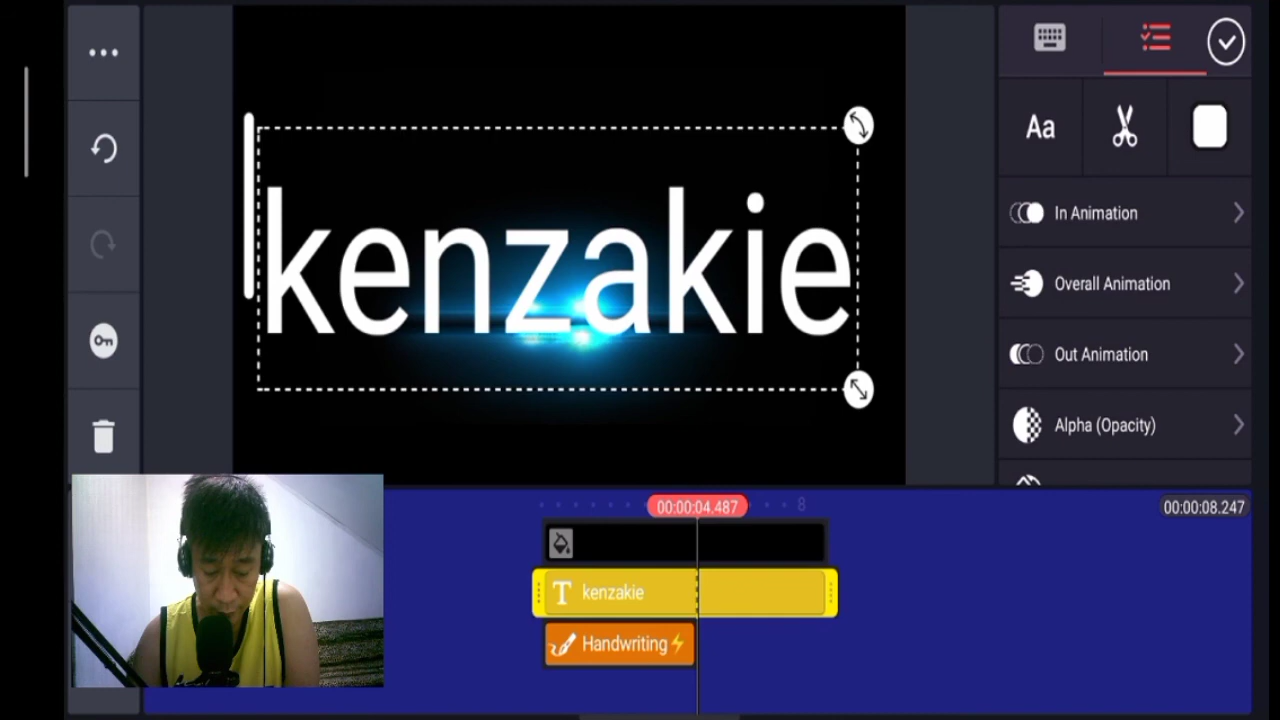 kenzakie
Aa
In Animation
Overall Animation
Out Animation
Alpha (Opacity)
00:00:04.487
8
00:00:08.247
T kenzakie
Handwriting